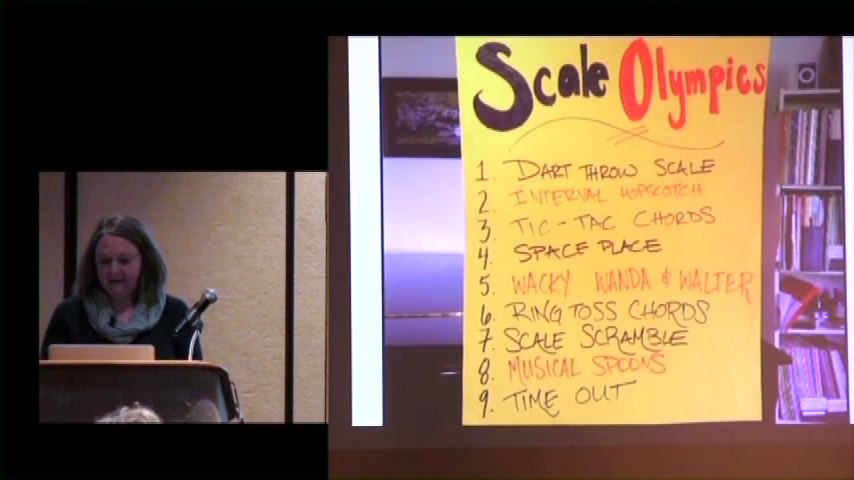 Scale Olympics
1. DART THROW SCALE
2. INTERVAL HOPSCOTCH
3. TIC-TAC CHORDS
4. SPACE PLACE
5. WACKY WANDA & WALTER
6. RING TOSS CHORDS
7. SCALE SCRAMBLE
8. MUSICAL SPOONS
9. TIME OUT